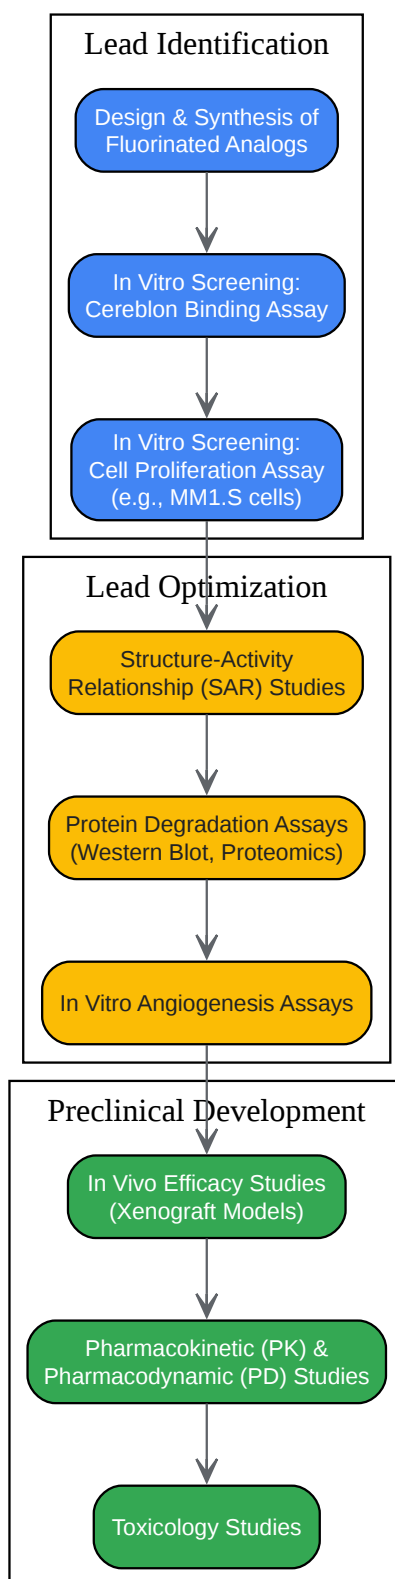 Lead Identification
Design & Synthesis of
Fluorinated Analogs
In Vitro Screening:
Cereblon Binding Assay
In Vitro Screening:
Cell Proliferation Assay
(e.g., MM1.S cells)
Lead Optimization
Structure-Activity
Relationship (SAR) Studies
Protein Degradation Assays
(Western Blot, Proteomics)
In Vitro Angiogenesis Assays
Preclinical Development
In Vivo Efficacy Studies
(Xenograft Models)
Pharmacokinetic (PK) &
Pharmacodynamic (PD) Studies
Toxicology Studies